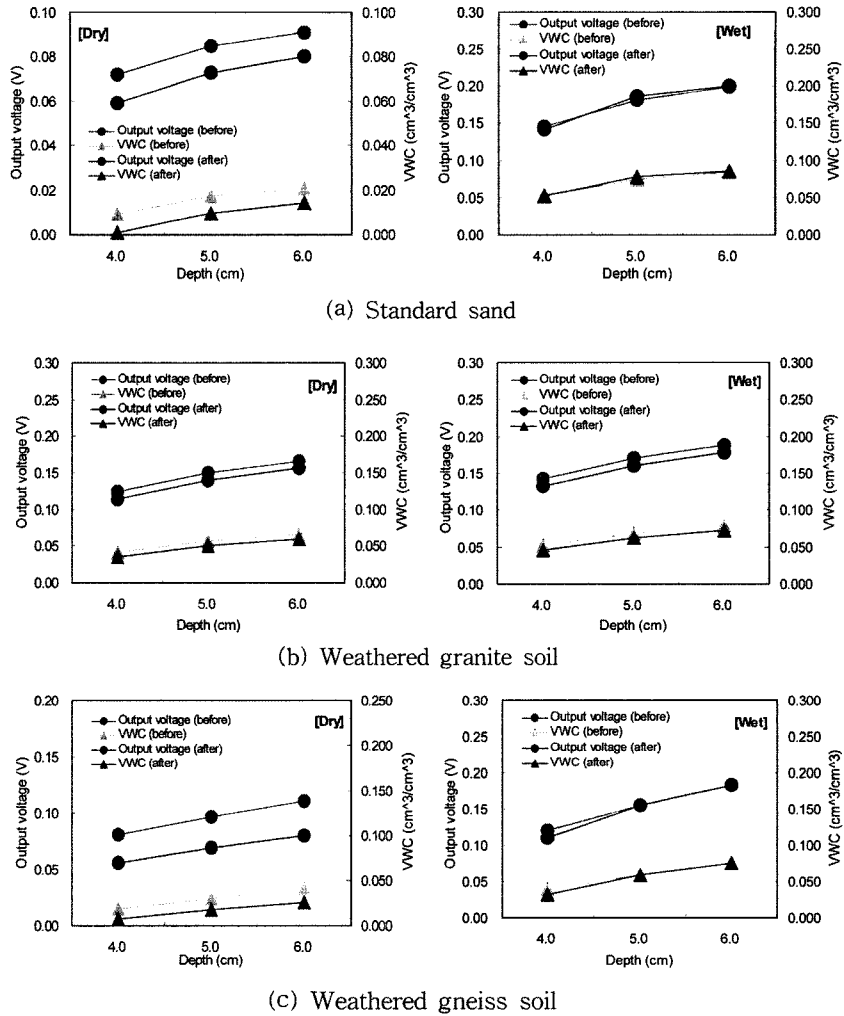 [Dry]
Output voltage (V)
0.10
0.08
0.06
0.04
0.02
0.00
Output voltage (before)
VWC (before)
Output voltage (after)
VWC (after)
0.100
0.080
0.060
0.040
0.020
0.000
VWC (cm^3/cm^3)
4.0 5.0 6.0
Depth (cm)
[Wet]
Output voltage (V)
0.30
0.25
0.20
0.15
0.10
0.05
0.00
Output voltage (before)
VWC (before)
Output voltage (after)
VWC (after)
0.300
0.250
0.200
0.150
0.100
0.050
0.000
VWC (cm^3/cm^3)
4.0 5.0 6.0
Depth (cm)
(a) Standard sand
[Dry]
Output voltage (V)
0.30
0.25
0.20
0.15
0.10
0.05
0.00
Output voltage (before)
VWC (before)
Output voltage (after)
VWC (after)
0.300
0.250
0.200
0.150
0.100
0.050
0.000
VWC (cm^3/cm^3)
4.0 5.0 6.0
Depth (cm)
[Wet]
Output voltage (V)
0.30
0.25
0.20
0.15
0.10
0.05
0.00
Output voltage (before)
VWC (before)
Output voltage (after)
VWC (after)
0.300
0.250
0.200
0.150
0.100
0.050
0.000
VWC (cm^3/cm^3)
4.0 5.0 6.0
Depth (cm)
(b) Weathered granite soil
[Dry]
Output voltage (V)
0.20
0.15
0.10
0.05
0.00
Output voltage (before)
VWC (before)
Output voltage (after)
VWC (after)
0.250
0.200
0.150
0.100
0.050
0.000
VWC (cm^3/cm^3)
4.0 5.0 6.0
Depth (cm)
[Wet]
Output voltage (V)
0.30
0.25
0.20
0.15
0.10
0.05
0.00
Output voltage (before)
VWC (before)
Output voltage (after)
VWC (after)
0.300
0.250
0.200
0.150
0.100
0.050
0.000
VWC (cm^3/cm^3)
4.0 5.0 6.0
Depth (cm)
(c) Weathered gneiss soil